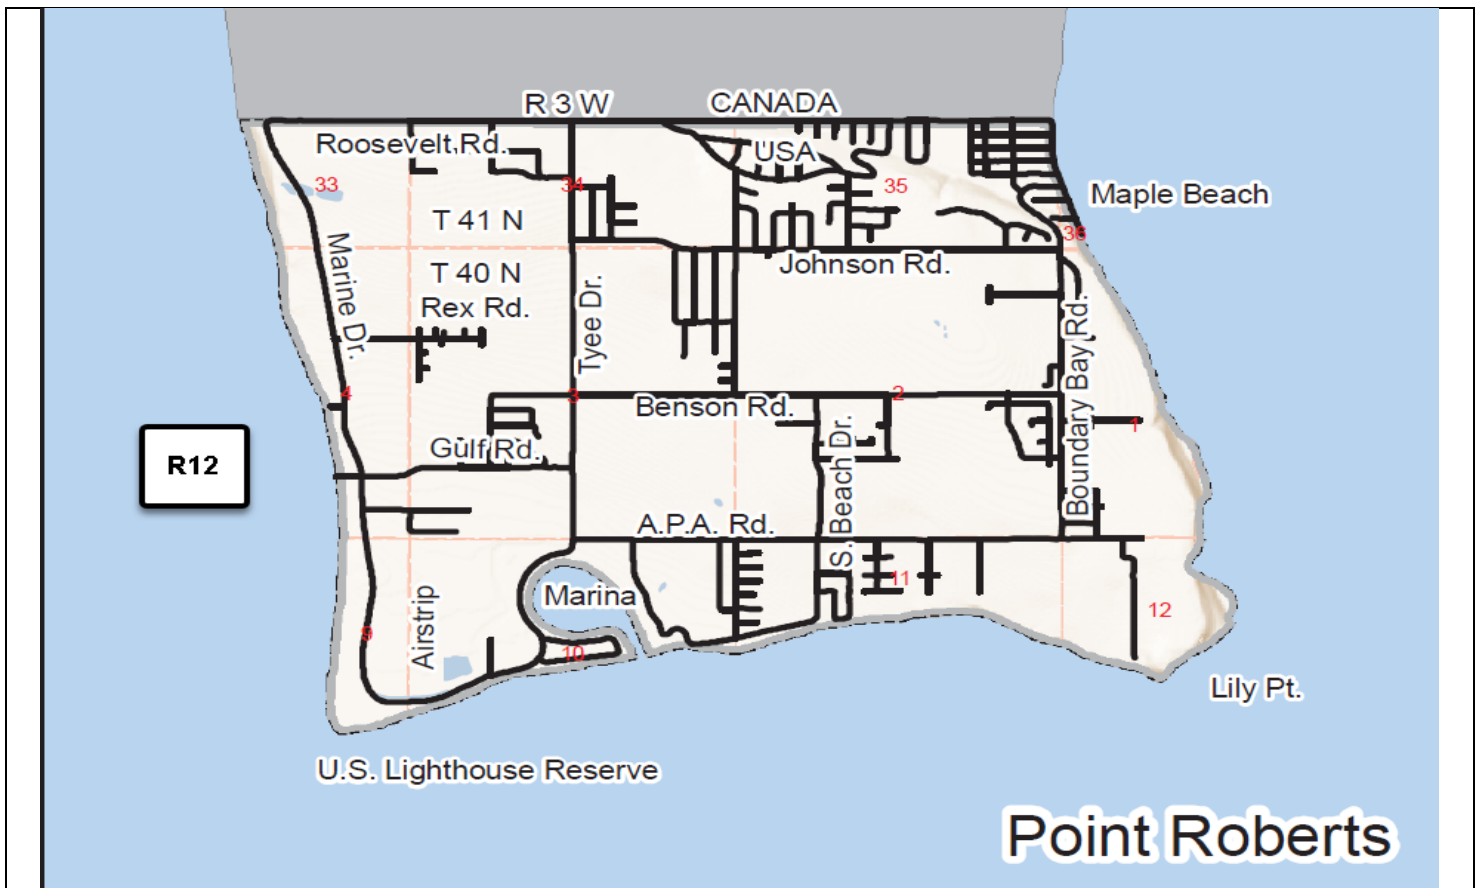 R 3 W
CANADA
Roosevelt Rd.
USA
33
34
35
Maple Beach
T 41 N
36
Marine Dr.
T 40 N
Johnson Rd.
Rex Rd.
Tyee Dr.
Boundary Bay Rd.
4
3
2
Benson Rd.
1
Gulf Rd.
S. Beach Dr.
R12
A.P.A. Rd.
Marina
11
12
Airstrip
9
10
Lily Pt.
U.S. Lighthouse Reserve
Point Roberts